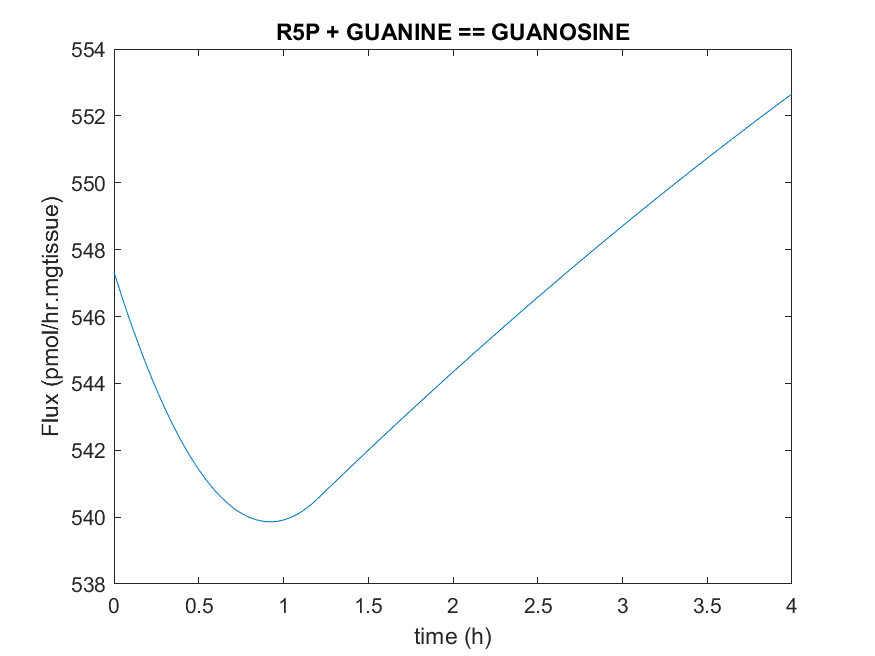 R5P + GUANINE == GUANOSINE
554
552
550
548
546
544
542
540
538
Flux (pmol/hr.mgtissue)
0 0.5 1 1.5 2 2.5 3 3.5 4
time (h)